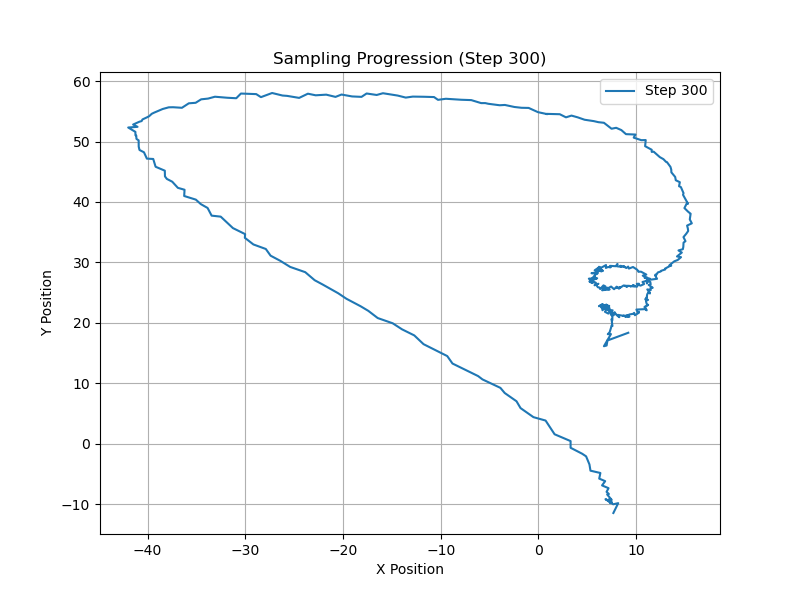 Sampling Progression (Step 300)
Step 300
60
50
40
30
20
10
0
−10
Y Position
−40 −30 −20 −10 0 10
X Position